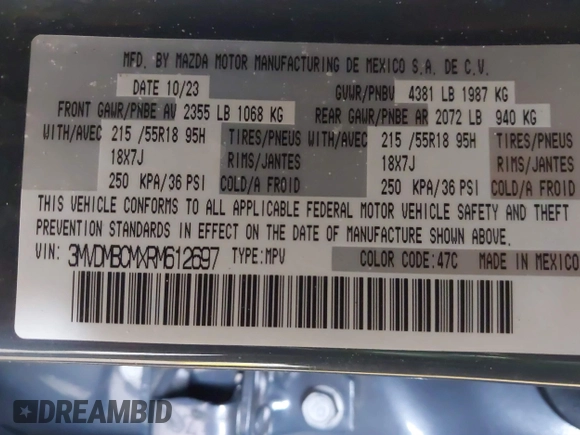 MFD. BY MAZDA MOTOR MANUFACTURING DE MEXICO S.A. DE C.V.
DATE 10/23 GVWR/PNBV 4381 LB 1987 KG
FRONT GAWR/PNBE AV 2355 LB 1068 KG REAR GAWR/PNBE AR 2072 LB 940 KG
WITH/AVEC 215 /55R18 95H TIRES/PNEUS WITH/AVEC 215 /55R18 95H TIRES/PNEUS
18X7J RIMS/JANTES 18X7J RIMS/JANTES
250 KPA/36 PSI COLD/A FROID 250 KPA/36 PSI COLD/A FROID
THIS VEHICLE CONFORMS TO ALL APPLICABLE FEDERAL MOTOR VEHICLE SAFETY AND THEFT
PREVENTION STANDARDS IN EFFECT ON THE DATE OF MANUFACTURE SHOWN ABOVE.
VIN: 3MVDMBCMXRM612697 TYPE:MPV COLOR CODE:47C MADE IN MEXICO
DREAMBID